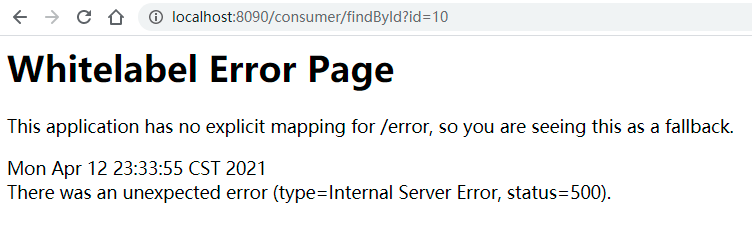 localhost:8090/consumer/findById?id=10
Whitelabel Error Page
This application has no explicit mapping for /error, so you are seeing this as a fallback.
Mon Apr 12 23:33:55 CST 2021
There was an unexpected error (type=Internal Server Error, status=500).